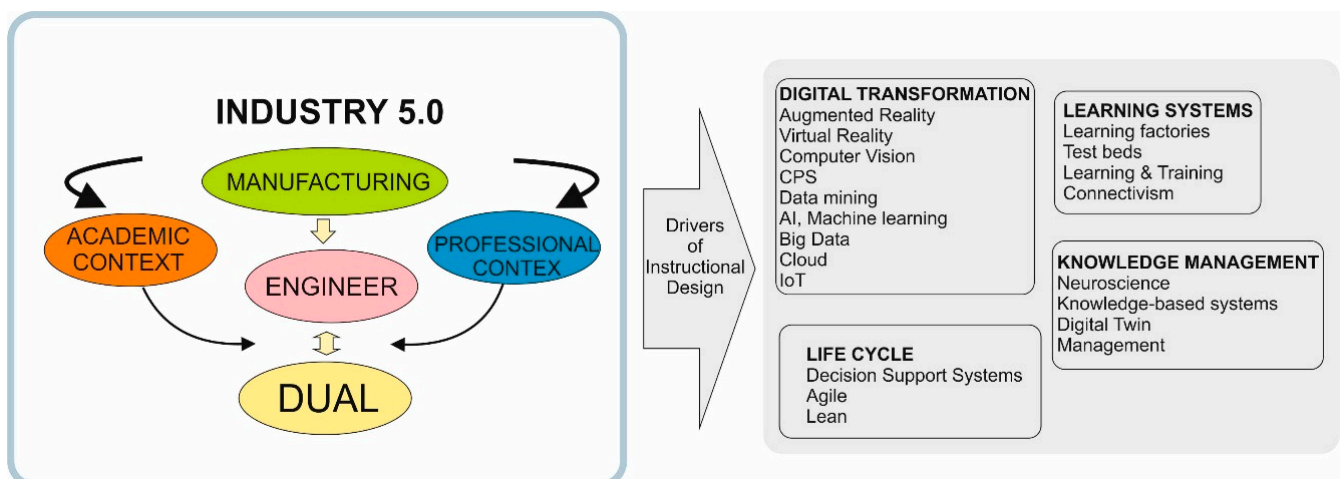 INDUSTRY 5.0
MANUFACTURING
ACADEMIC
CONTEXT
PROFESSIONAL
CONTEX
ENGINEER
DUAL
Drivers
of
Instructional
Design
DIGITAL TRANSFORMATION
Augmented Reality
Virtual Reality
Computer Vision
CPS
Data mining
AI, Machine learning
Big Data
Cloud
IoT
LEARNING SYSTEMS
Learning factories
Test beds
Learning & Training
Connectivism
KNOWLEDGE MANAGEMENT
Neuroscience
Knowledge-based systems
Digital Twin
Management
LIFE CYCLE
Decision Support Systems
Agile
Lean